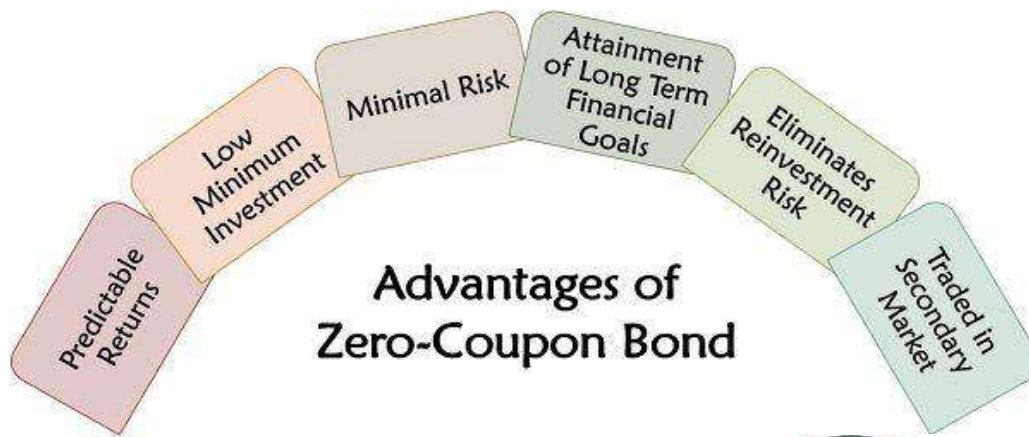 Predictable
Returns
Low
Minimum
Investment
Minimal Risk
Attainment
of Long Term
Financial
Goals
Eliminates
Reinvestment
Risk
Traded in
Secondary
Market
Advantages of
Zero-Coupon Bond